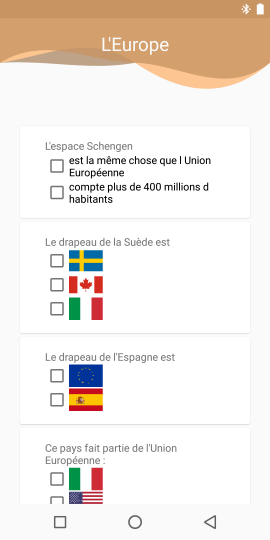 L'Europe
L'espace Schengen
est la même chose que l Union
Européenne
compte plus de 400 millions d
habitants
Le drapeau de la Suède est
Le drapeau de l'Espagne est
Ce pays fait partie de l'Union
Européenne :